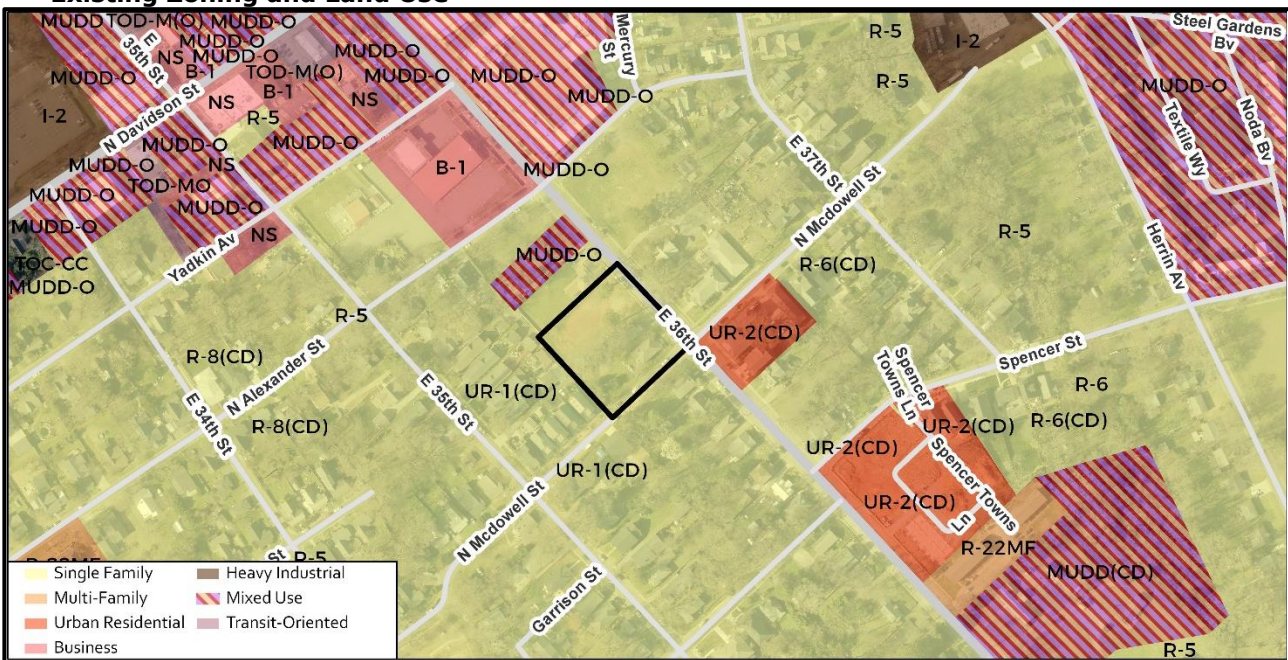 Existing Zoning and Land Use
MUDD
TOD-M(O)
MUDD-O
E 35th St
MUDD-O
NS
MUDD-O
MUDD-O
B-1
TOD-M(O)
MUDD-O
MUDD-O
MUDD-O
B-1
NS
NS
I-2
N Davidson St
R-5
MUDD-O
MUDD-O
MUDD-O
MUDD-O
NS
MUDD-O
TOD-MO
MUDD-O
MUDD-O
NS
TOC-CC
MUDD-O
Yadkin Av
B-1
MUDD-O
Mercury St
R-5
I-2
R-5
Steel Gardens Bv
MUDD-O
Textile Wy
Noda Bv
Herrin Av
E 37th St
N Mcdowell St
R-5
MUDD-O
R-6(CD)
E 36th St
UR-2(CD)
R-5
R-8(CD)
N Alexander St
E 34th St
R-8(CD)
E 35th St
UR-1(CD)
UR-1(CD)
N Mcdowell St
Garrison St
Spencer St
Spencer Towns Ln
R-6
R-6(CD)
UR-2(CD)
UR-2(CD)
UR-2(CD)
Spencer Towns Ln
R-22MF
MUDD(CD)
R-5
St
R-5
Single Family
Multi-Family
Urban Residential
Business
Heavy Industrial
Mixed Use
Transit-Oriented